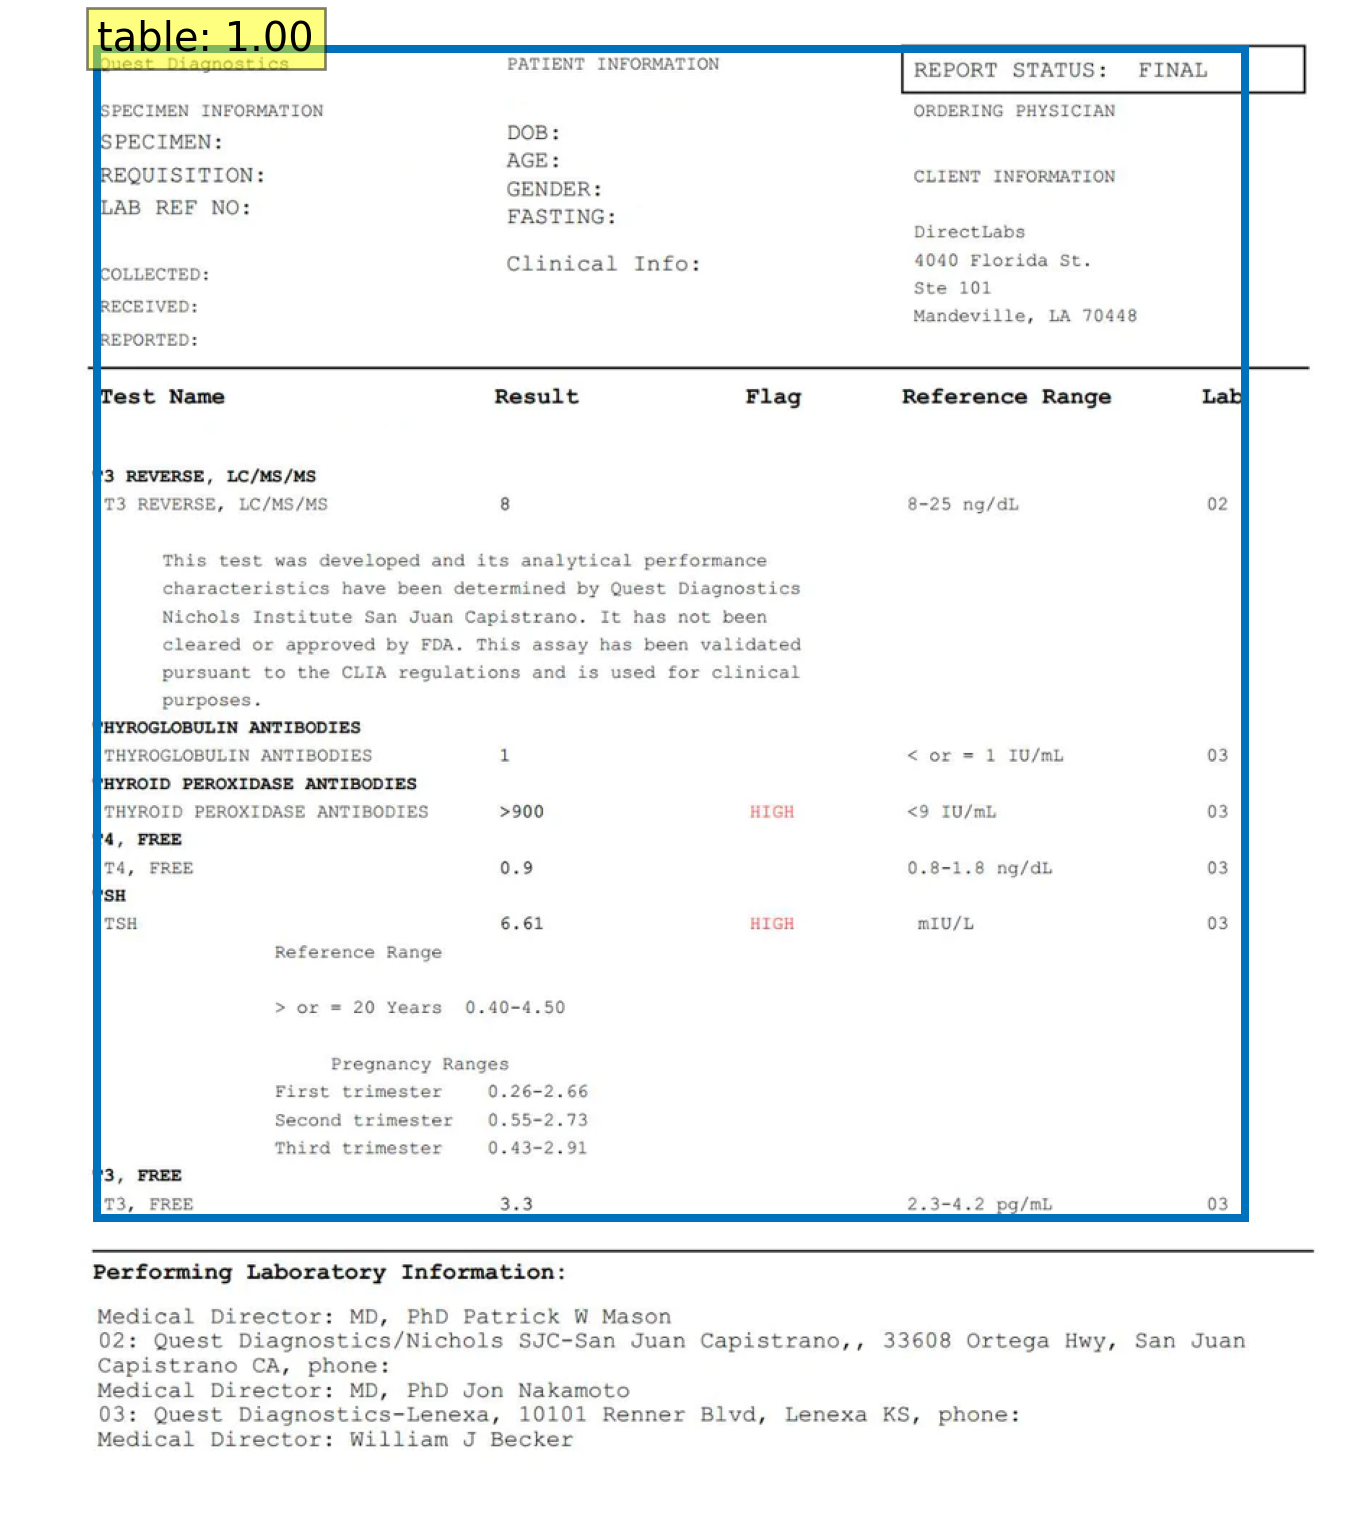 table: 1.00
Quest Diagnostics
SPECIMEN INFORMATION
SPECIMEN:
REQUISITION:
LAB REF NO:
COLLECTED:
RECEIVED:
REPORTED:
PATIENT INFORMATION
DOB:
AGE:
GENDER:
FASTING:
Clinical Info:
REPORT STATUS: FINAL
ORDERING PHYSICIAN
CLIENT INFORMATION
DirectLabs
4040 Florida St.
Ste 101
Mandeville, LA 70448
Test Name Result Flag Reference Range Lab
T3 REVERSE, LC/MS/MS
T3 REVERSE, LC/MS/MS 8 8-25 ng/dL 02
This test was developed and its analytical performance
characteristics have been determined by Quest Diagnostics
Nichols Institute San Juan Capistrano. It has not been
cleared or approved by FDA. This assay has been validated
pursuant to the CLIA regulations and is used for clinical
purposes.
THYROGLOBULIN ANTIBODIES
THYROGLOBULIN ANTIBODIES 1 < or = 1 IU/mL 03
THYROID PEROXIDASE ANTIBODIES
THYROID PEROXIDASE ANTIBODIES >900 HIGH <9 IU/mL 03
T4, FREE
T4, FREE 0.9 0.8-1.8 ng/dL 03
TSH
TSH 6.61 HIGH mIU/L 03
Reference Range
> or = 20 Years 0.40-4.50
Pregnancy Ranges
First trimester 0.26-2.66
Second trimester 0.55-2.73
Third trimester 0.43-2.91
T3, FREE
T3, FREE 3.3 2.3-4.2 pg/mL 03
Performing Laboratory Information:
Medical Director: MD, PhD Patrick W Mason
02: Quest Diagnostics/Nichols SJC-San Juan Capistrano,, 33608 Ortega Hwy, San Juan
Capistrano CA, phone:
Medical Director: MD, PhD Jon Nakamoto
03: Quest Diagnostics-Lenexa, 10101 Renner Blvd, Lenexa KS, phone:
Medical Director: William J Becker